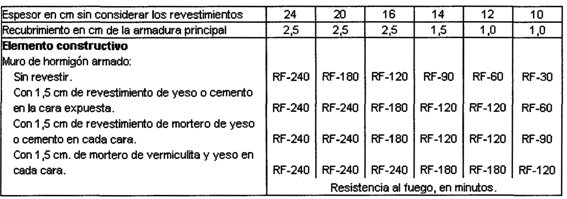 Espesor en cm sin considerar los revestimientos 24 20 16 14 12 10
Recubrimiento en cm de la armadura principal 2,5 2,5 2,5 1,5 1,0 1,0
Elemento constructivo
Muro de hormigón armado:
Sin revestir. RF-240 RF-180 RF-120 RF-90 RF-60 RF-30
Con 1,5 cm de revestimiento de yeso o cemento
en la cara expuesta. RF-240 RF-240 RF-180 RF-120 RF-120 RF-60
Con 1,5 cm de revestimiento de mortero de yeso
o cemento en cada cara. RF-240 RF-240 RF-180 RF-120 RF-120 RF-90
Con 1,5 cm. de mortero de vermiculita y yeso en
cada cara. RF-240 RF-240 RF-240 RF-180 RF-180 RF-120
Resistencia al fuego, en minutos.